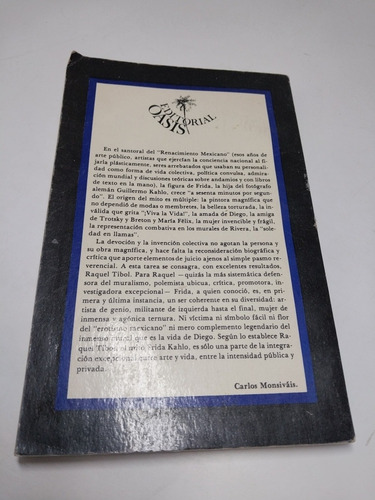 EDITORIAL
OASIS
En el santoral del "Renacimiento Mexicano" (esos años de
arte público, artistas que ejercían la conciencia nacional al fi-
jarla plásticamente, seres arrebatados que usaban su personali-
dad como forma de vida colectiva, política convulsa, admi-
ración mundial y discusiones teóricas sobre andamios y con libros
de texto en la mano), la figura de Frida, la hija del fotógrafo
alemán Guillermo Kahlo, crece "a sesenta minutos por segun-
do". El origen del mito es múltiple: la pintora magnífica que
no dependió de modas o membretes, la belleza torturada, la in-
válida que grita "¡Viva la Vida!", la amada de Diego, la amiga
de Trotsky y Breton y María Félix, la mujer invencible y frágil,
la representación combativa en los murales de Rivera, la "sole-
dad en llamas".
La devoción y la invención colectiva no agotan la persona y
su obra magnífica, y hace falta la reconsideración biográfica y
crítica que aporte elementos de juicio ajenos al simple pasmo re-
verencial. A esta tarea se consagra, con excelentes resultados,
Raquel Tibol. Para Raquel —quizás la más sistemática defen-
sora del muralismo, polemista ubicua, crítica, promotora, in-
vestigadora excepcional— Frida, a quien conoció, es, en pri-
mera y última instancia, un ser coherente en su diversidad: ar-
tista de genio, militante de izquierda hasta el final, mujer de
inmensa y agónica ternura. Ni víctima ni símbolo fácil ni flor
del "erotismo mexicano" ni mero complemento legendario del
inmenso mural que es la vida de Diego. Según lo establece Ra-
quel Tibol, el mito Frida Kahlo, es sólo una parte de la integra-
ción excepcional entre arte y vida, entre la intensidad pública y
privada.
Carlos Monsiváis.